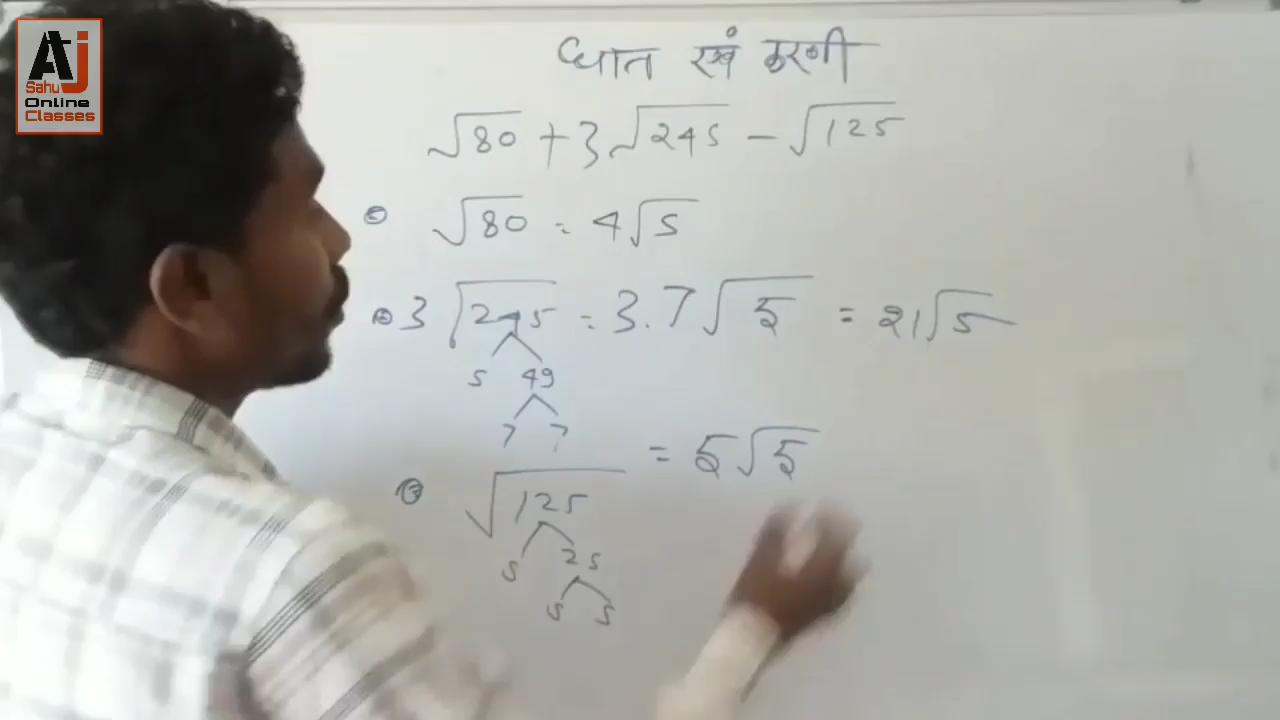 AJ
Sahu
Online
Classes
घात एवं करणी
√80 + 3√245 - √125
√80 = 4√5
3√245 = 3.7√5 = 21√5
5 49
7 7
√125 = 5√5
5 25
5 5